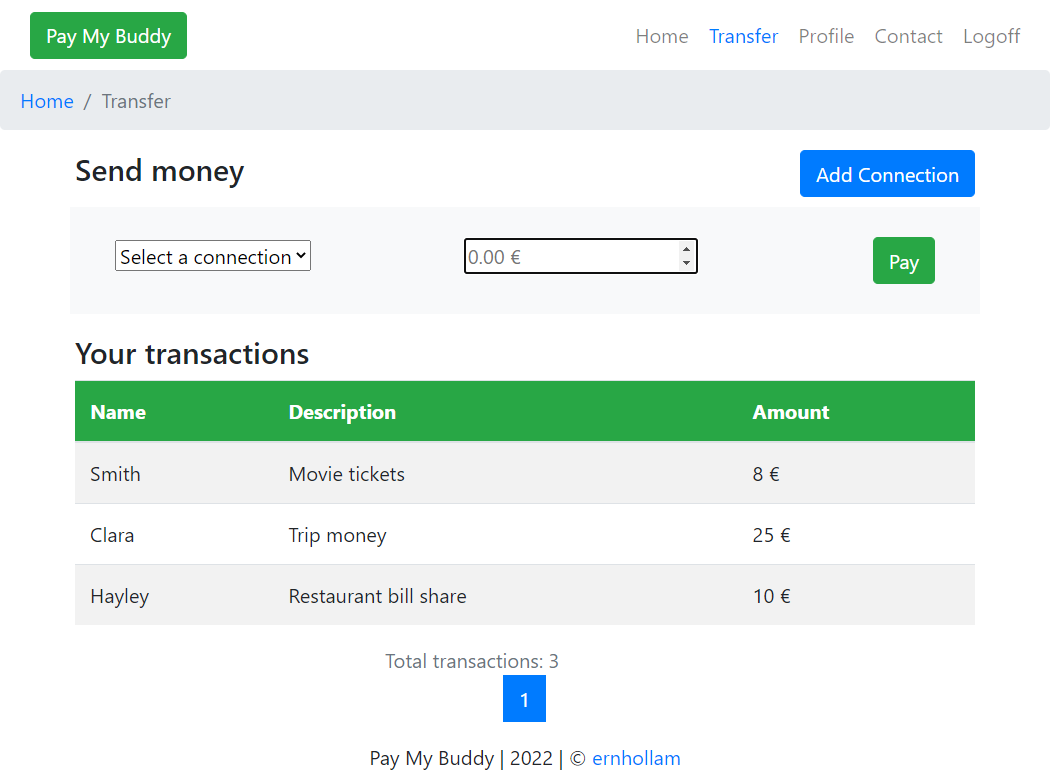 Pay My Buddy Home Transfer Profile Contact Logoff
Home / Transfer
Send money Add Connection
Select a connection 0.00 € Pay
Your transactions
Name Description Amount
Smith Movie tickets 8 €
Clara Trip money 25 €
Hayley Restaurant bill share 10 €
Total transactions: 3
1
Pay My Buddy | 2022 | © ernhollam